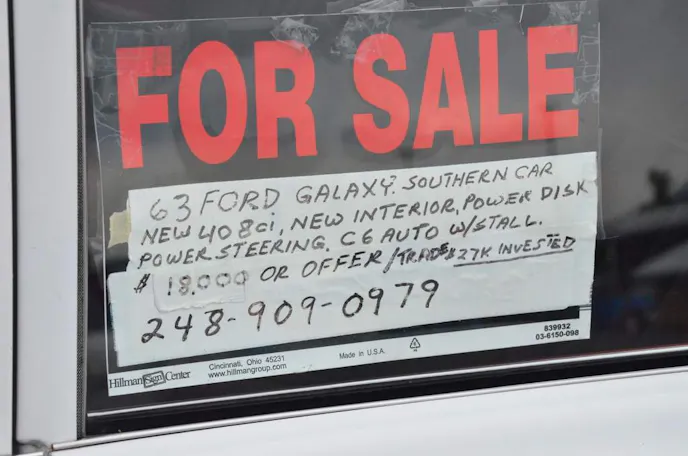 FOR SALE
63 FORD GALAXY. SOUTHERN CAR
NEW 408ci, NEW INTERIOR, POWER DISK
POWER STEERING. C6 AUTO W/STALL.
$18,000 OR OFFER/TRADE $27K INVESTED
248-909-0979
Hillman Sign Center
Cincinnati, Ohio 45231
www.hillmangroup.com
Made in U.S.A.
839932
03-6150-098